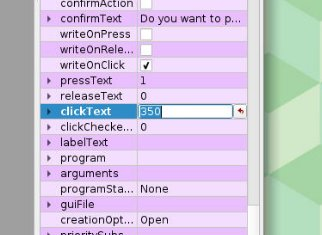 confirmAction
confirmText Do you want to p...
writeOnPress
writeOnRele...
writeOnClick
pressText 1
releaseText 0
clickText 350
clickChecke... 0
labelText
program
arguments
programSta... None
guiFile
creationOpt... Open
prioritySubs